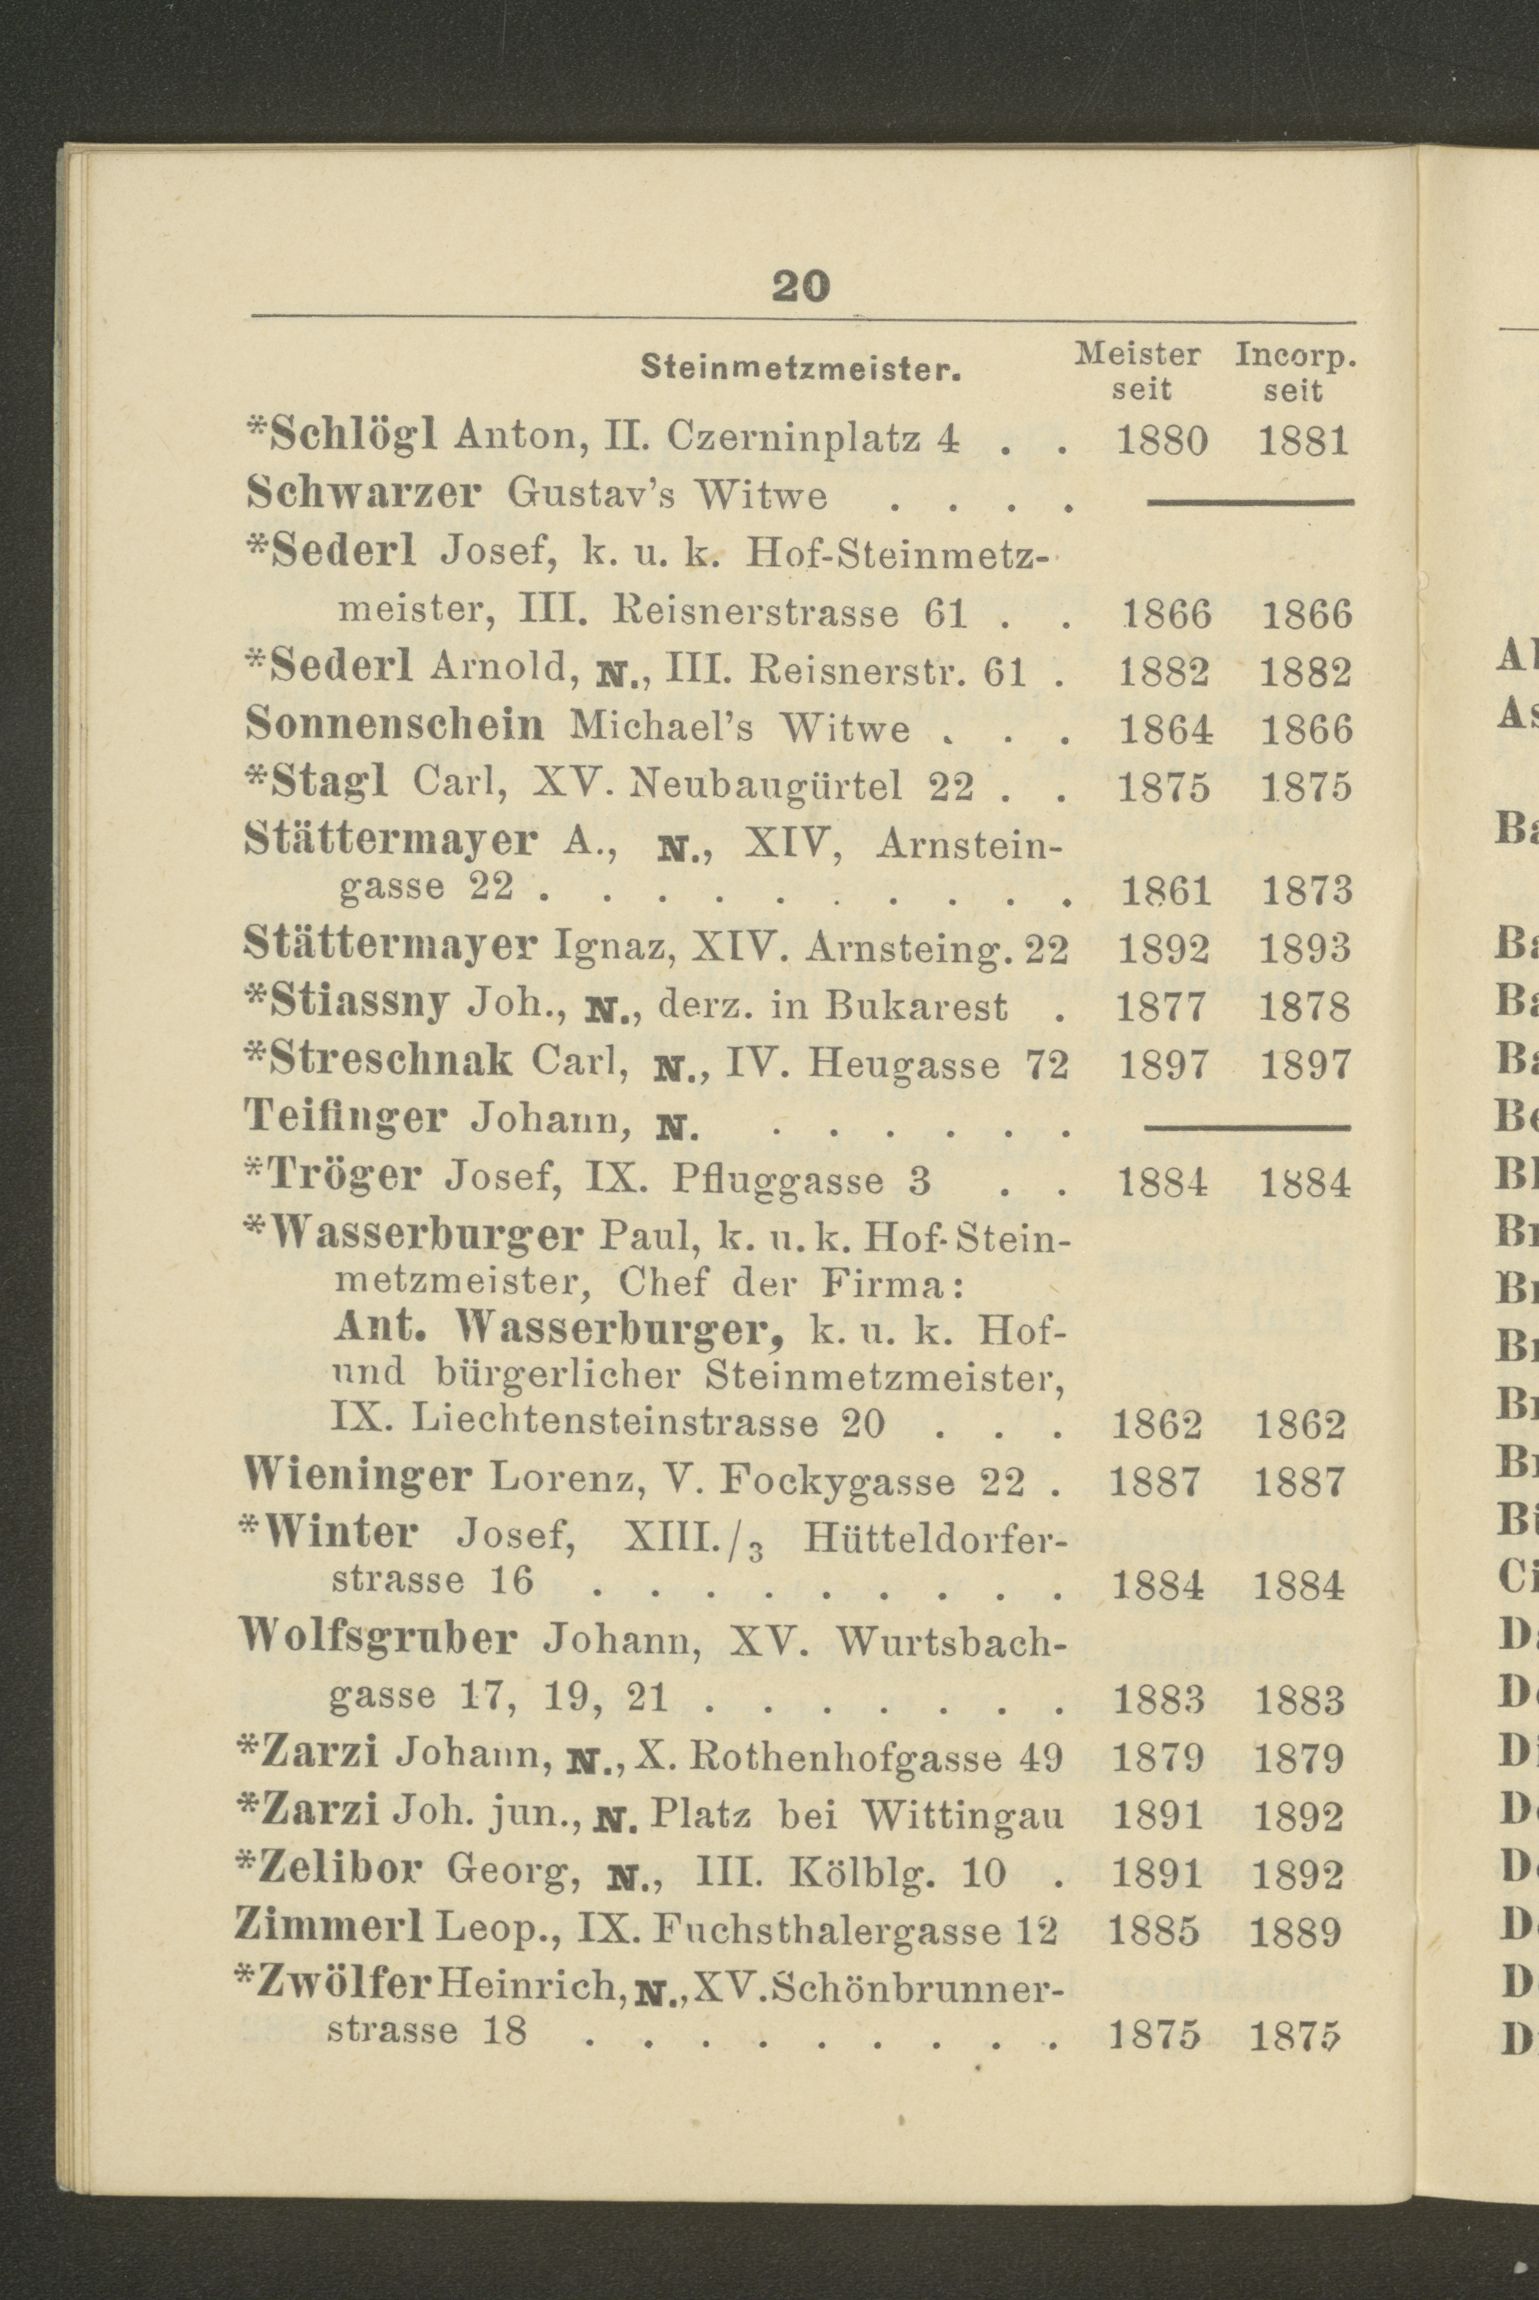 20
Steinmetzmeister. Meister seit Incorp. seit
*Schlögl Anton, II. Czerninplatz 4 . . 1880 1881
Schwarzer Gustav's Witwe . . . . ———
*Sederl Josef, k. u. k. Hof-Steinmetz-
meister, III. Reisnerstrasse 61 . . 1866 1866
*Sederl Arnold, N., III. Reisnerstr. 61 . 1882 1882
Sonnenschein Michael's Witwe . . . 1864 1866
*Stagl Carl, XV. Neubaugürtel 22 . . 1875 1875
Stättermayer A., N., XIV, Arnstein-
gasse 22 . . . . . . . . . . 1861 1873
Stättermayer Ignaz, XIV. Arnsteing. 22 1892 1893
*Stiassny Joh., N., derz. in Bukarest . 1877 1878
*Streschnak Carl, N., IV. Heugasse 72 1897 1897
Teifinger Johann, N. . . . . . . ———
*Tröger Josef, IX. Pfluggasse 3 . . 1884 1884
*Wasserburger Paul, k. u. k. Hof-Stein-
metzmeister, Chef der Firma:
Ant. Wasserburger, k. u. k. Hof-
und bürgerlicher Steinmetzmeister,
IX. Liechtensteinstrasse 20 . . . 1862 1862
Wieninger Lorenz, V. Fockygasse 22 . 1887 1887
*Winter Josef, XIII./3 Hütteldorfer-
strasse 16 . . . . . . . . . 1884 1884
Wolfsgruber Johann, XV. Wurtsbach-
gasse 17, 19, 21 . . . . . . . 1883 1883
*Zarzi Johann, N., X. Rothenhofgasse 49 1879 1879
*Zarzi Joh. jun., N. Platz bei Wittingau 1891 1892
*Zelibor Georg, N., III. Kölblg. 10 . 1891 1892
Zimmerl Leop., IX. Fuchsthalergasse 12 1885 1889
*Zwölfer Heinrich, N., XV. Schönbrunner-
strasse 18 . . . . . . . . . 1875 1875